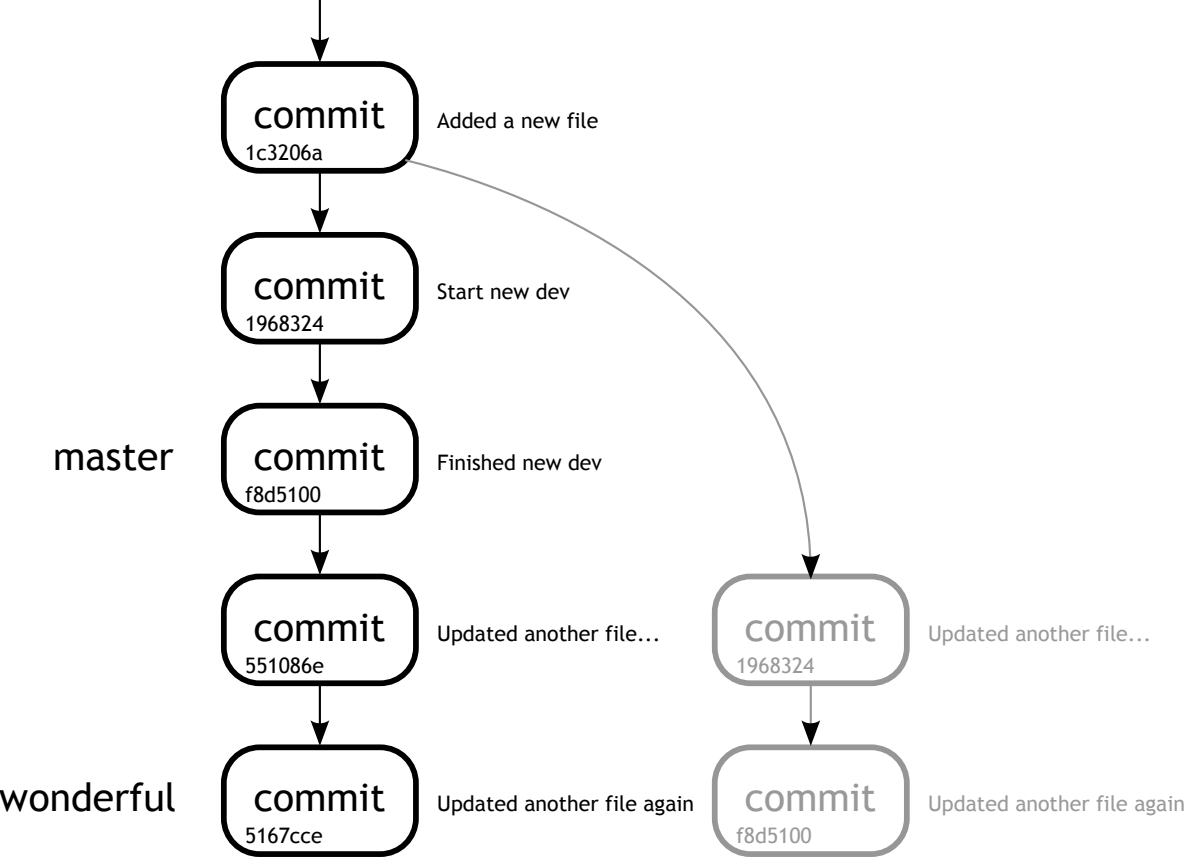 commit
1c3206a
Added a new file
commit
1968324
Start new dev
master
commit
f8d5100
Finished new dev
commit
551086e
Updated another file...
commit
1968324
Updated another file...
wonderful
commit
5167cce
Updated another file again
commit
f8d5100
Updated another file again